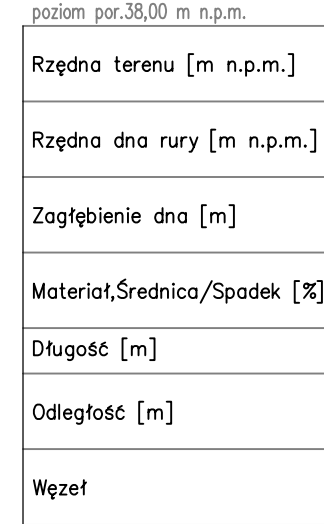 poziom por.38,00 m n.p.m.
Rzędna terenu [m n.p.m.]
Rzędna dna rury [m n.p.m.]
Zagłębienie dna [m]
Materiał,Średnica/Spadek [%]
Długość [m]
Odległość [m]
Węzeł